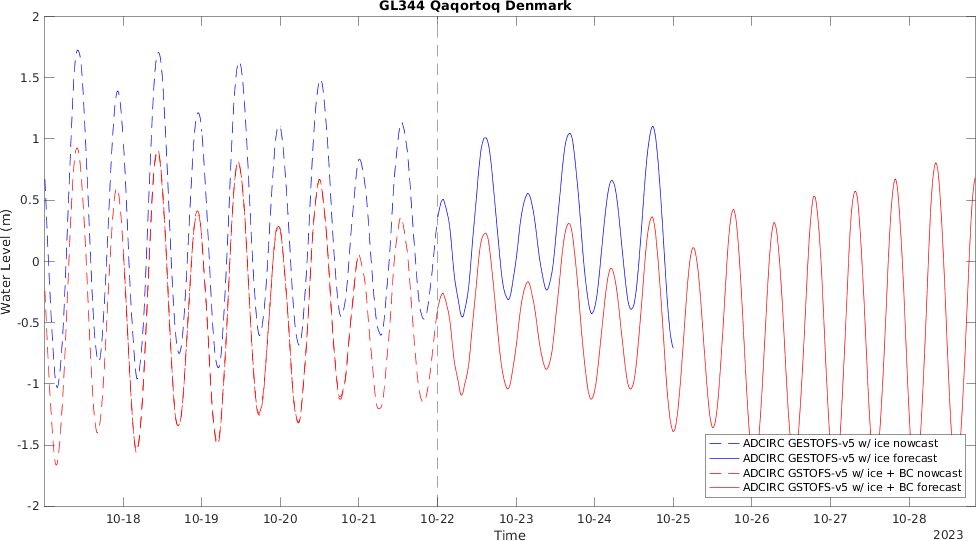 GL344 Qaqortoq Denmark
2
1.5
1
0.5
0
-0.5
-1
-1.5
-2
Water Level (m)
10-18 10-19 10-20 10-21 10-22 10-23 10-24 10-25 10-26 10-27 10-28
Time
2023
ADCIRC GESTOFS-v5 w/ ice nowcast
ADCIRC GESTOFS-v5 w/ ice forecast
ADCIRC GSTOFS-v5 w/ ice + BC nowcast
ADCIRC GSTOFS-v5 w/ ice + BC forecast